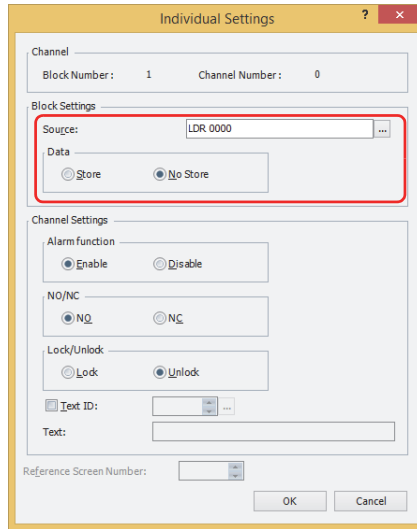 Individual Settings ? ×
Channel
Block Number : 1 Channel Number : 0
Block Settings
Source: LDR 0000 ...
Data
Store No Store
Channel Settings
Alarm function
Enable Disable
NO/NC
NO NC
Lock/Unlock
Lock Unlock
Text ID: ...
Text:
Reference Screen Number:
OK Cancel